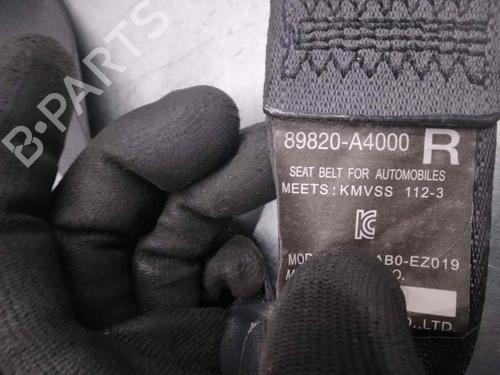 B-PARTS
89820-A4000 R
SEAT BELT FOR AUTOMOBILES
MEETS: KMVSS 112-3
AB0-EZ019
O.
O.,LTD.